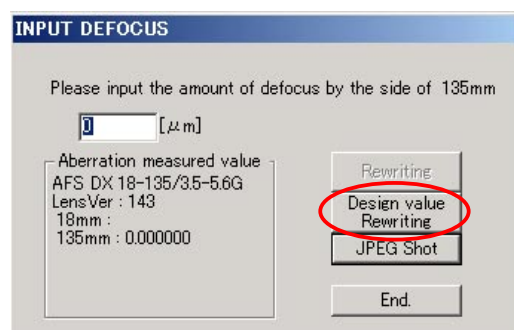 INPUT DEFOCUS
Please input the amount of defocus by the side of 135mm
0 [μm]
Aberration measured value
AFS DX 18-135/3.5-5.6G
LensVer : 143
18mm :
135mm : 0.000000
Rewriting
Design value
Rewriting
JPEG Shot
End.